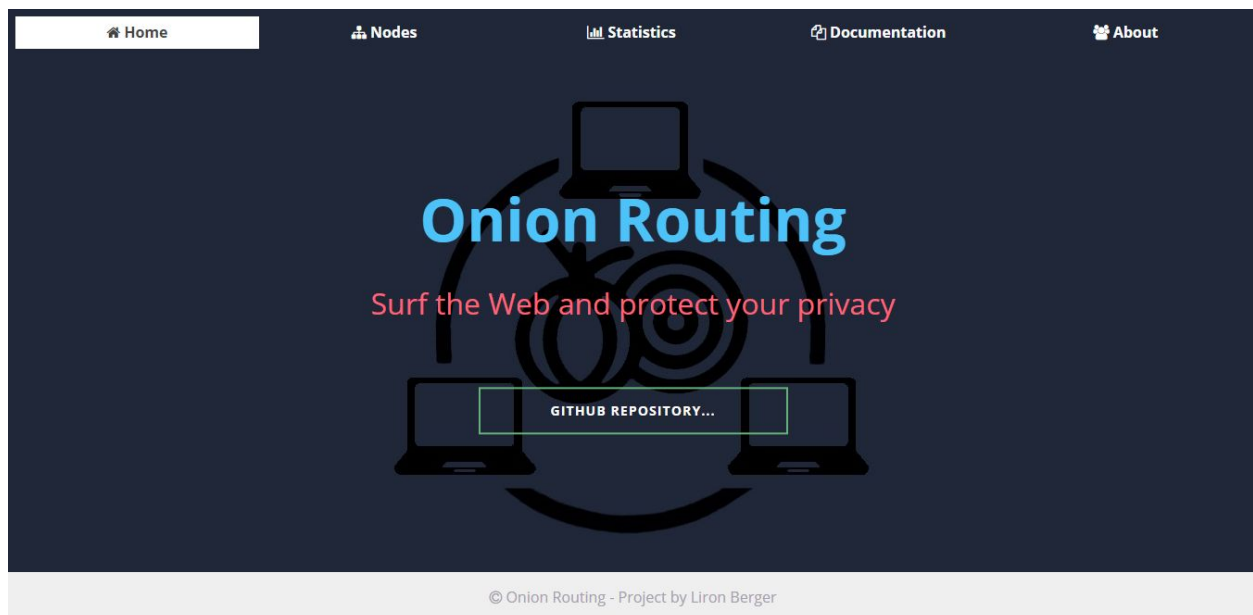 Home Nodes Statistics Documentation About
Onion Routing
Surf the Web and protect your privacy
GITHUB REPOSITORY...
© Onion Routing - Project by Liron Berger